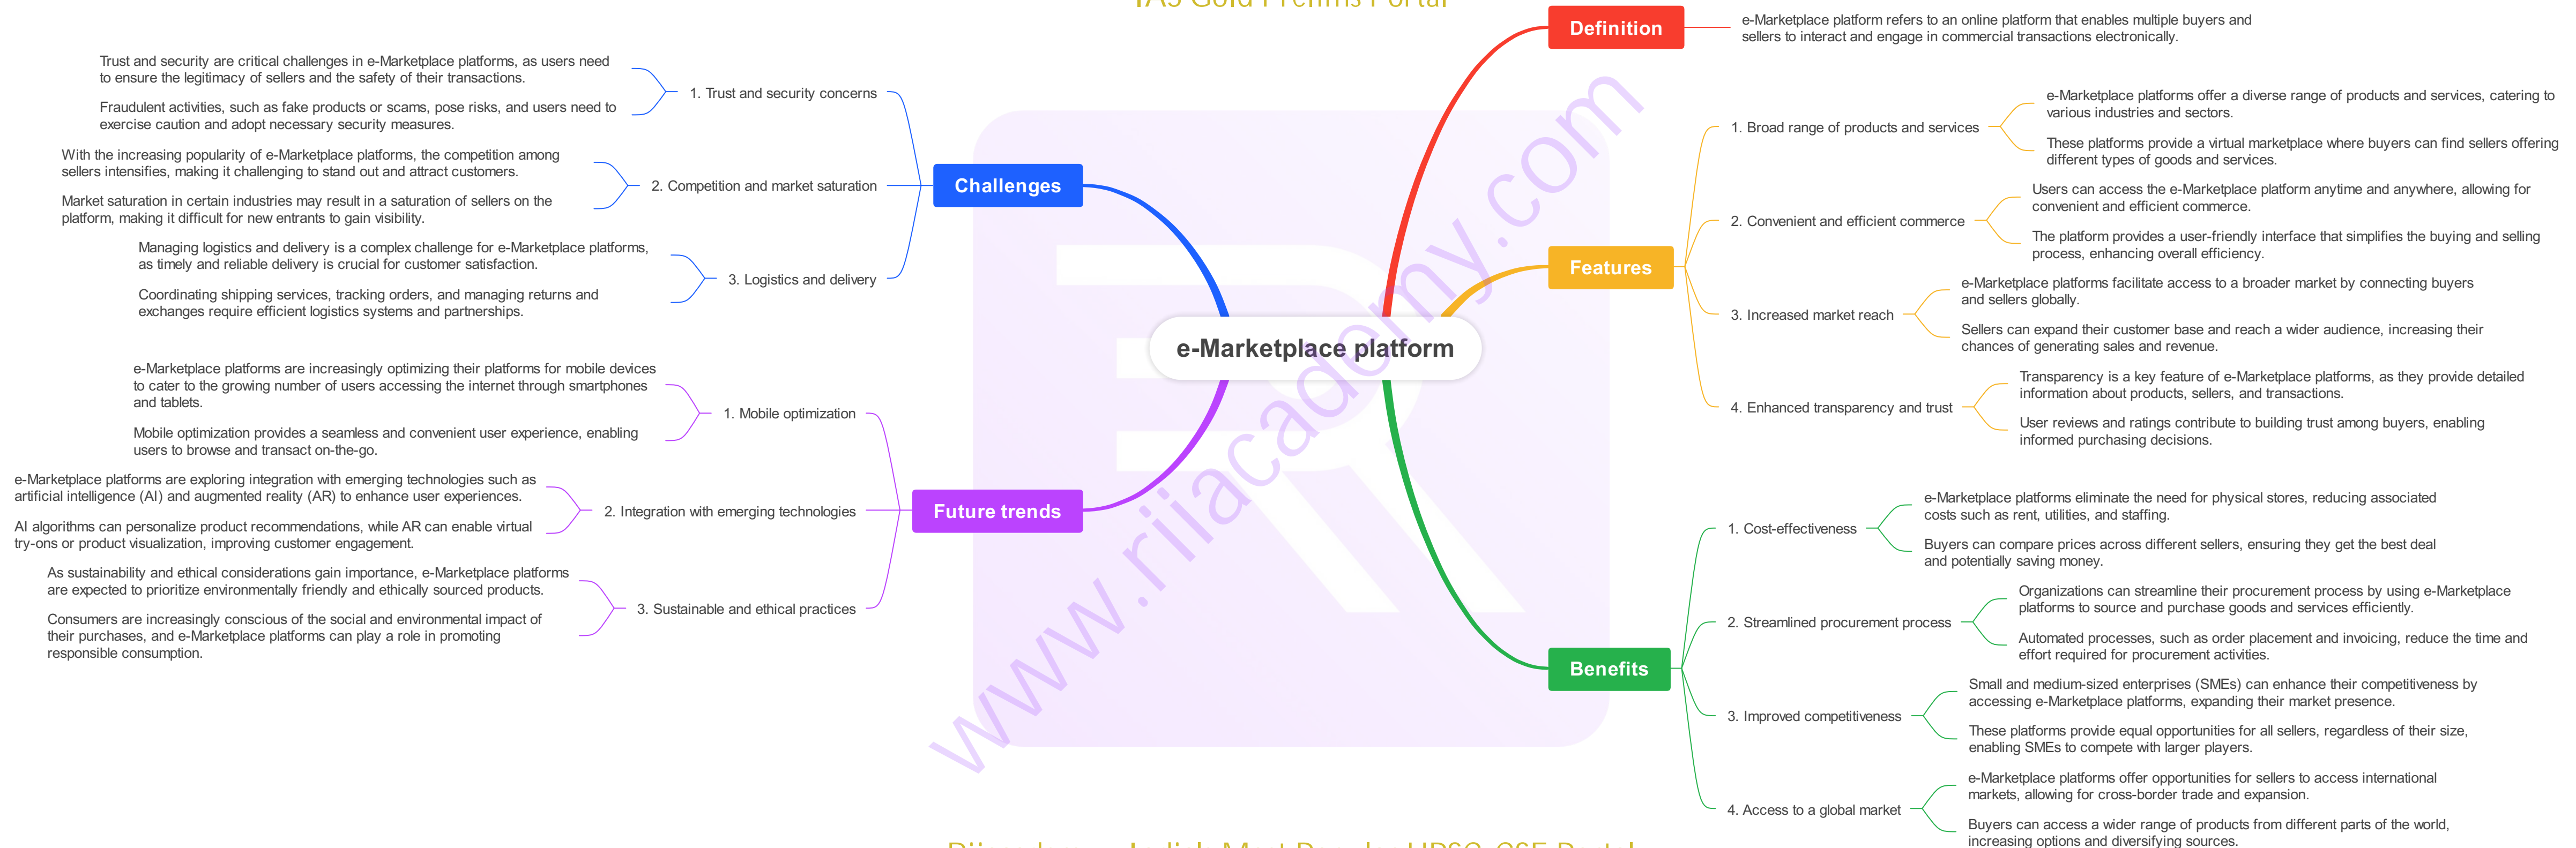 IAS Gold Prelims Portal
e-Marketplace platform
Definition
e-Marketplace platform refers to an online platform that enables multiple buyers and
sellers to interact and engage in commercial transactions electronically.
Features
1. Broad range of products and services
e-Marketplace platforms offer a diverse range of products and services, catering to
various industries and sectors.
These platforms provide a virtual marketplace where buyers can find sellers offering
different types of goods and services.
2. Convenient and efficient commerce
Users can access the e-Marketplace platform anytime and anywhere, allowing for
convenient and efficient commerce.
The platform provides a user-friendly interface that simplifies the buying and selling
process, enhancing overall efficiency.
3. Increased market reach
e-Marketplace platforms facilitate access to a broader market by connecting buyers
and sellers globally.
Sellers can expand their customer base and reach a wider audience, increasing their
chances of generating sales and revenue.
4. Enhanced transparency and trust
Transparency is a key feature of e-Marketplace platforms, as they provide detailed
information about products, sellers, and transactions.
User reviews and ratings contribute to building trust among buyers, enabling
informed purchasing decisions.
Benefits
1. Cost-effectiveness
e-Marketplace platforms eliminate the need for physical stores, reducing associated
costs such as rent, utilities, and staffing.
Buyers can compare prices across different sellers, ensuring they get the best deal
and potentially saving money.
2. Streamlined procurement process
Organizations can streamline their procurement process by using e-Marketplace
platforms to source and purchase goods and services efficiently.
Automated processes, such as order placement and invoicing, reduce the time and
effort required for procurement activities.
3. Improved competitiveness
Small and medium-sized enterprises (SMEs) can enhance their competitiveness by
accessing e-Marketplace platforms, expanding their market presence.
These platforms provide equal opportunities for all sellers, regardless of their size,
enabling SMEs to compete with larger players.
4. Access to a global market
e-Marketplace platforms offer opportunities for sellers to access international
markets, allowing for cross-border trade and expansion.
Buyers can access a wider range of products from different parts of the world,
increasing options and diversifying sources.
Challenges
1. Trust and security concerns
Trust and security are critical challenges in e-Marketplace platforms, as users need
to ensure the legitimacy of sellers and the safety of their transactions.
Fraudulent activities, such as fake products or scams, pose risks, and users need to
exercise caution and adopt necessary security measures.
2. Competition and market saturation
With the increasing popularity of e-Marketplace platforms, the competition among
sellers intensifies, making it challenging to stand out and attract customers.
Market saturation in certain industries may result in a saturation of sellers on the
platform, making it difficult for new entrants to gain visibility.
3. Logistics and delivery
Managing logistics and delivery is a complex challenge for e-Marketplace platforms,
as timely and reliable delivery is crucial for customer satisfaction.
Coordinating shipping services, tracking orders, and managing returns and
exchanges require efficient logistics systems and partnerships.
Future trends
1. Mobile optimization
e-Marketplace platforms are increasingly optimizing their platforms for mobile devices
to cater to the growing number of users accessing the internet through smartphones
and tablets.
Mobile optimization provides a seamless and convenient user experience, enabling
users to browse and transact on-the-go.
2. Integration with emerging technologies
e-Marketplace platforms are exploring integration with emerging technologies such as
artificial intelligence (AI) and augmented reality (AR) to enhance user experiences.
AI algorithms can personalize product recommendations, while AR can enable virtual
try-ons or product visualization, improving customer engagement.
3. Sustainable and ethical practices
As sustainability and ethical considerations gain importance, e-Marketplace platforms
are expected to prioritize environmentally friendly and ethically sourced products.
Consumers are increasingly conscious of the social and environmental impact of
their purchases, and e-Marketplace platforms can play a role in promoting
responsible consumption.
www.rijiacademy.com